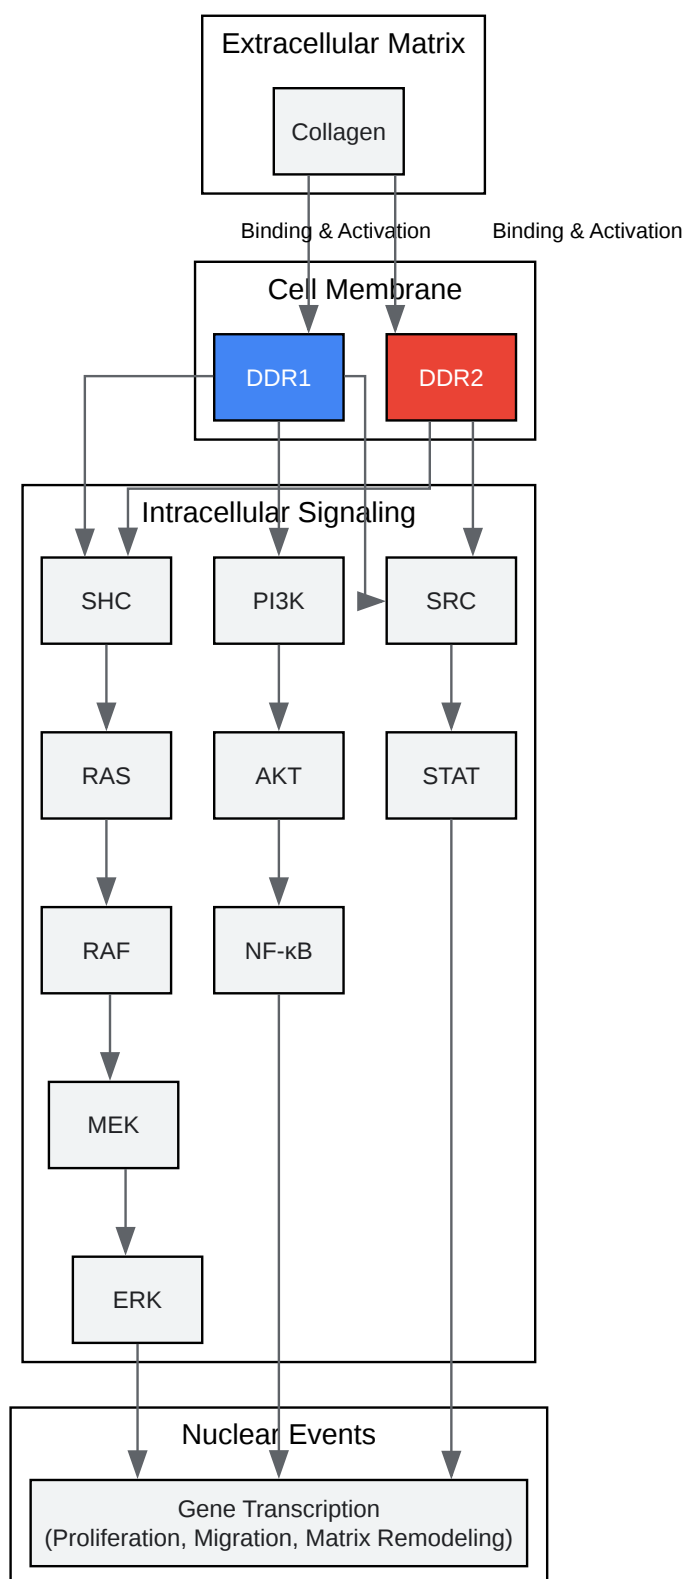 Extracellular Matrix
Collagen
Binding & Activation
Binding & Activation
Cell Membrane
DDR1
DDR2
Intracellular Signaling
SHC
PI3K
SRC
RAS
AKT
STAT
RAF
NF-κB
MEK
ERK
Nuclear Events
Gene Transcription
(Proliferation, Migration, Matrix Remodeling)